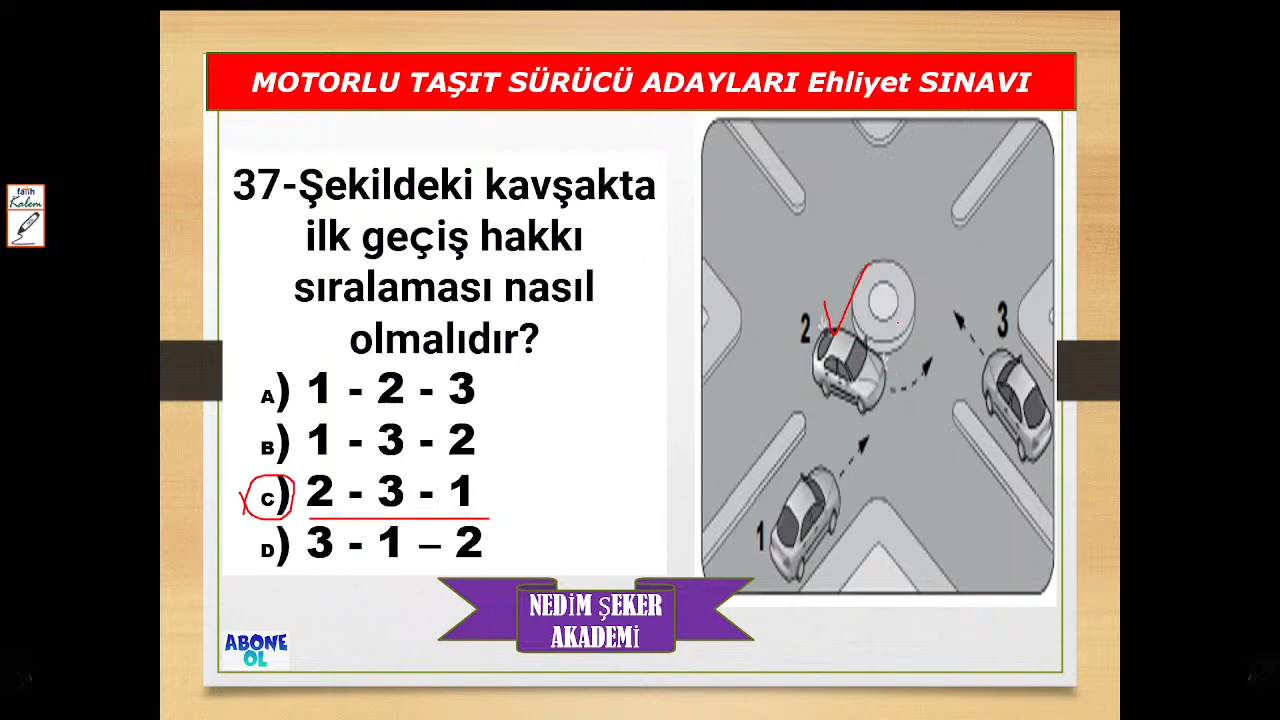 MOTORLU TAŞIT SÜRÜCÜ ADAYLARI Ehliyet SINAVI
fatih
Kalem
37-Şekildeki kavşakta
ilk geçiş hakkı
sıralaması nasıl
olmalıdır?
A) 1 - 2 - 3
B) 1 - 3 - 2
C) 2 - 3 - 1
D) 3 - 1 – 2
2
3
1
NEDİM ŞEKER
AKADEMİ
ABONE
OL